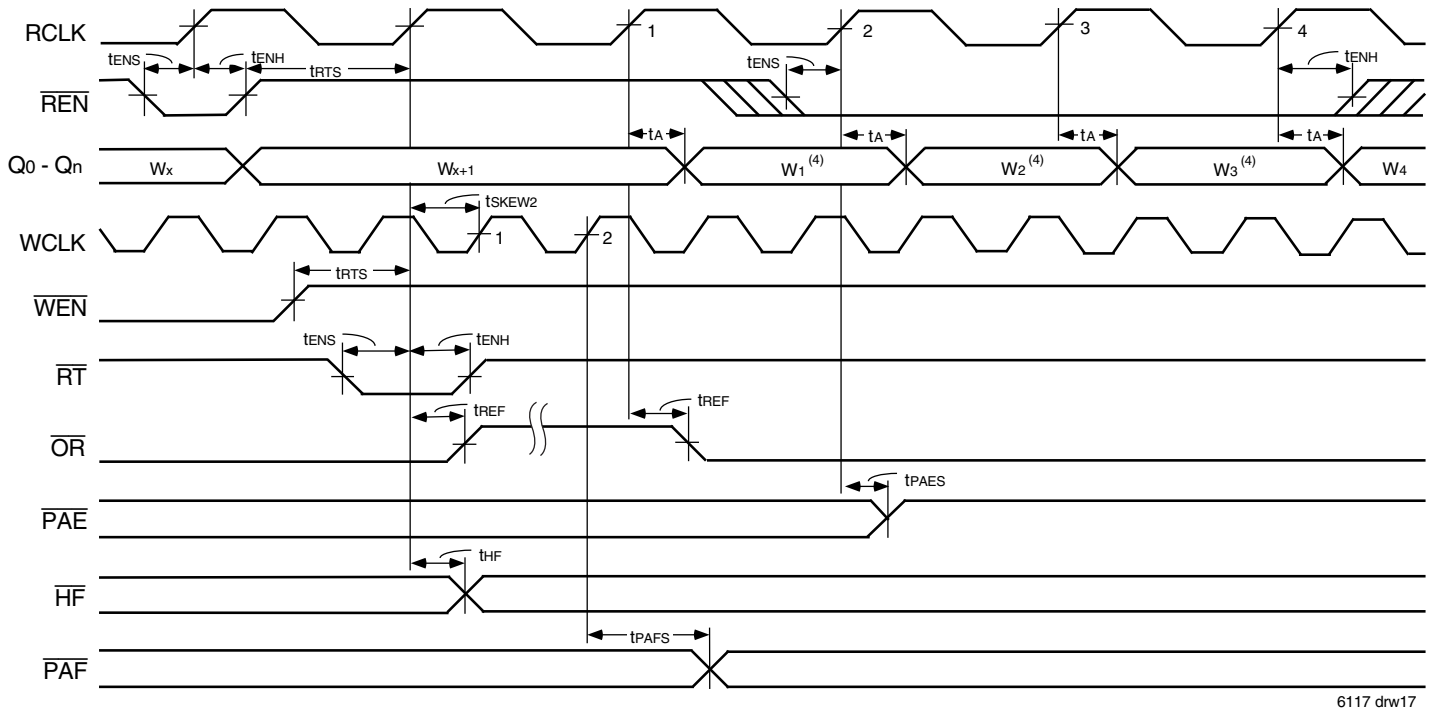 RCLK
1
2
3
4
tENS
tENH
tRTS
tENS
tENH
REN
tA
tA
tA
tA
Q0 - Qn
Wx
Wx+1
W1 (4)
W2 (4)
W3 (4)
W4
tSKEW2
WCLK
1
2
tRTS
WEN
tENS
tENH
RT
tREF
tREF
OR
tPAES
PAE
tHF
HF
tPAFS
PAF
6117 drw17